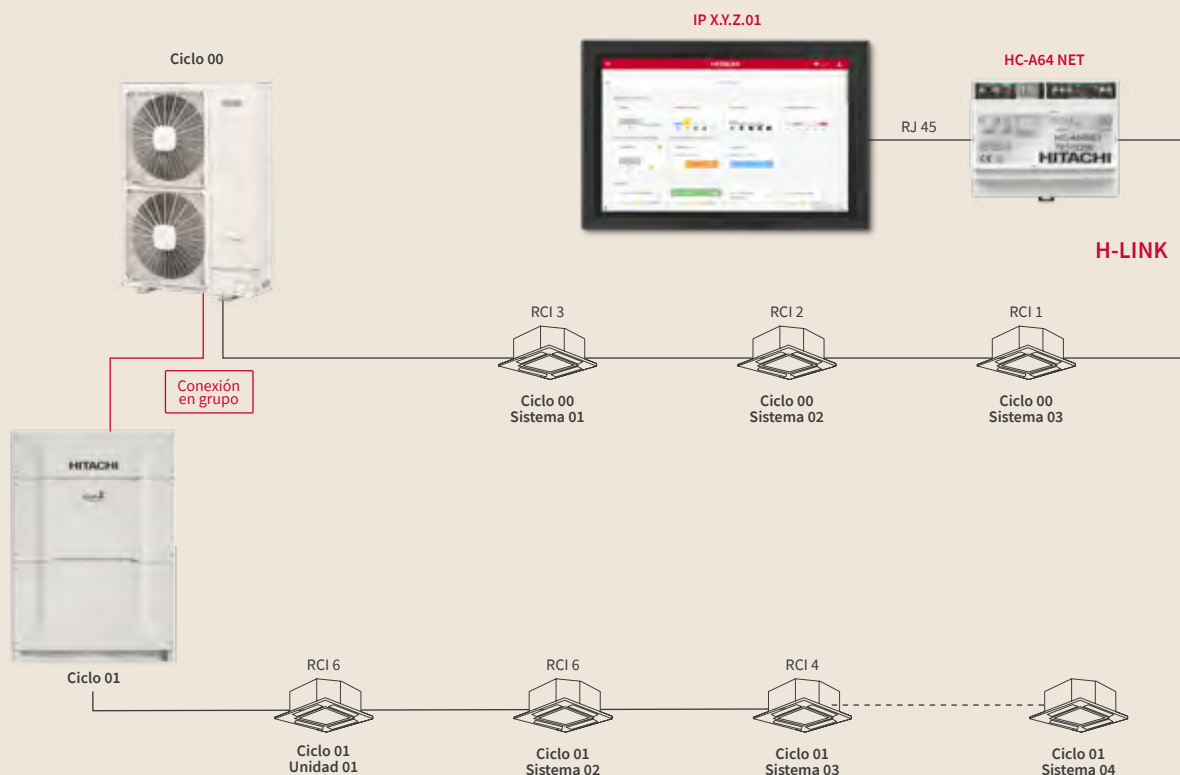 IP X.Y.Z.01
Ciclo 00
HC-A64 NET
HITACHI
RJ 45
HITACHI
H-LINK
RCI 3
RCI 2
RCI 1
Conexión
en grupo
Ciclo 00
Sistema 01
Ciclo 00
Sistema 02
Ciclo 00
Sistema 03
HITACHI
Ciclo 01
RCI 6
RCI 6
RCI 4
Ciclo 01
Unidad 01
Ciclo 01
Sistema 02
Ciclo 01
Sistema 03
Ciclo 01
Sistema 04